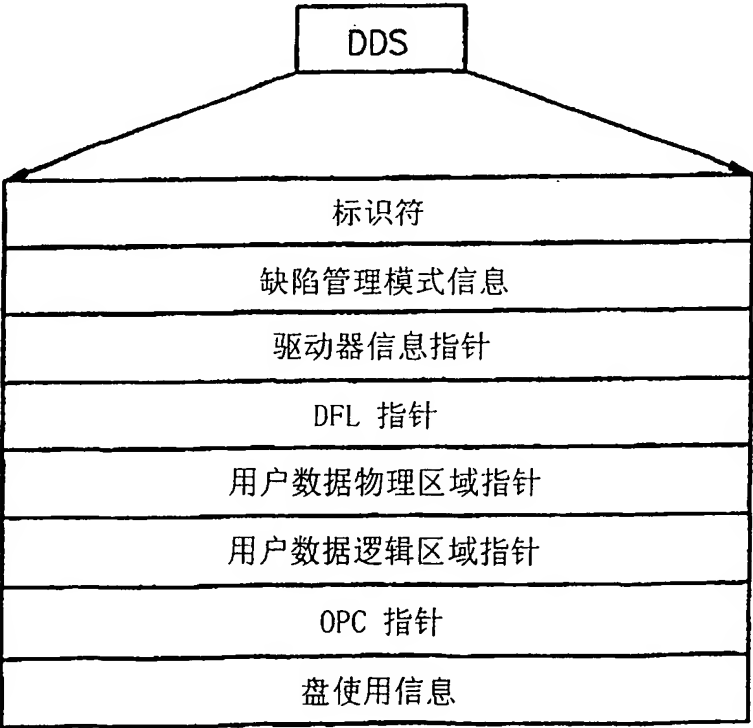 DDS
标识符
缺陷管理模式信息
驱动器信息指针
DFL 指针
用户数据物理区域指针
用户数据逻辑区域指针
OPC 指针
盘使用信息